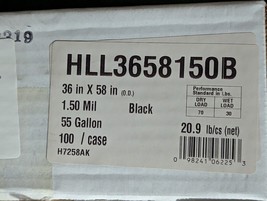 219
HLL3658150B
36 in X 58 in (O.D.)
1.50 Mil Black
55 Gallon
100 / case
H7258AK
Performance
Standard in Lbs.
DRY LOAD WET LOAD
70 30
20.9 lb/cs (net)
0 98241 06225 3